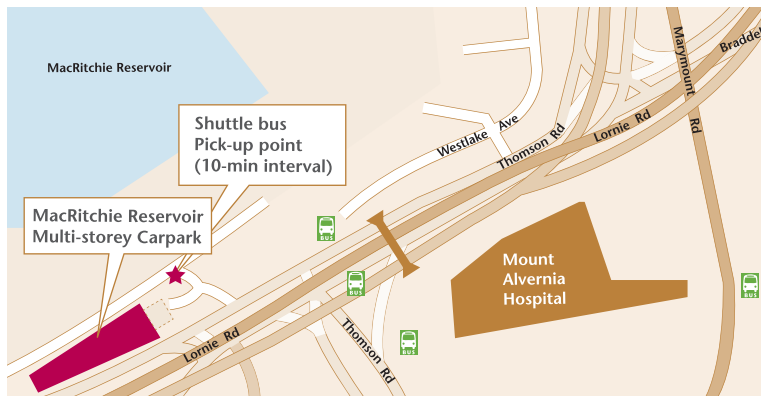 MacRitchie Reservoir
Shuttle bus
Pick-up point
(10-min interval)
MacRitchie Reservoir
Multi-storey Carpark
Westlake Ave
Thomson Rd
Lornie Rd
Marymount Rd
Braddel
BUS
BUS
BUS
BUS
Mount
Alvernia
Hospital
Lornie Rd
Thomson Rd